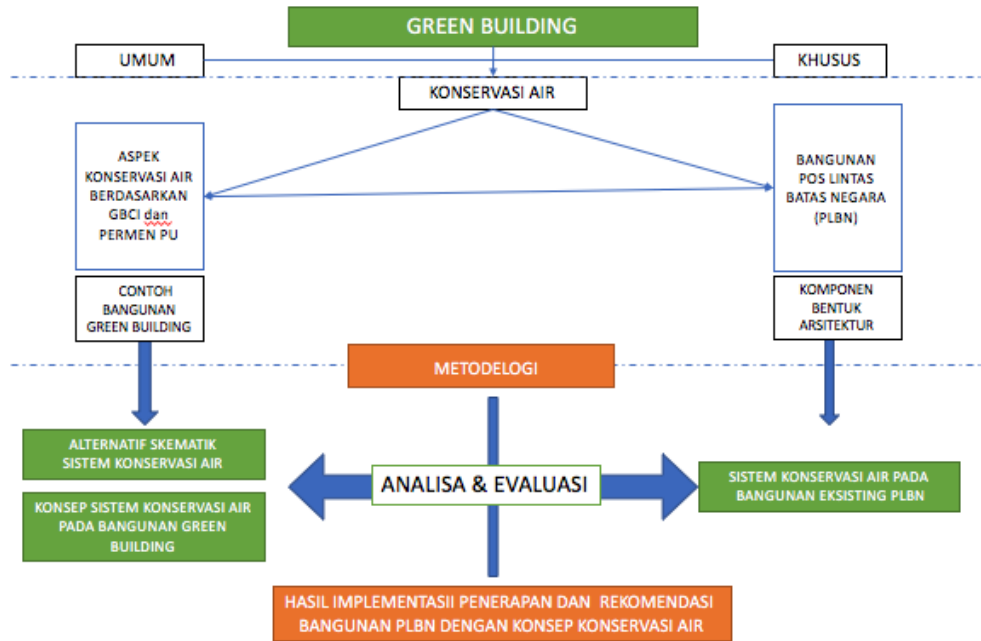 GREEN BUILDING
UMUM
KHUSUS
KONSERVASI AIR
ASPEK
KONSERVASI AIR
BERDASARKAN
GBCI dan
PERMEN PU
BANGUNAN
POS LINTAS
BATAS NEGARA
(PLBN)
CONTOH
BANGUNAN
GREEN BUILDING
KOMPONEN
BENTUK
ARSITEKTUR
METODELOGI
ALTERNATIF SKEMATIK
SISTEM KONSERVASI AIR
KONSEP SISTEM KONSERVASI AIR
PADA BANGUNAN GREEN
BUILDING
ANALISA & EVALUASI
SISTEM KONSERVASI AIR PADA
BANGUNAN EKSISTING PLBN
HASIL IMPLEMENTASII PENERAPAN DAN REKOMENDASI
BANGUNAN PLBN DENGAN KONSEP KONSERVASI AIR